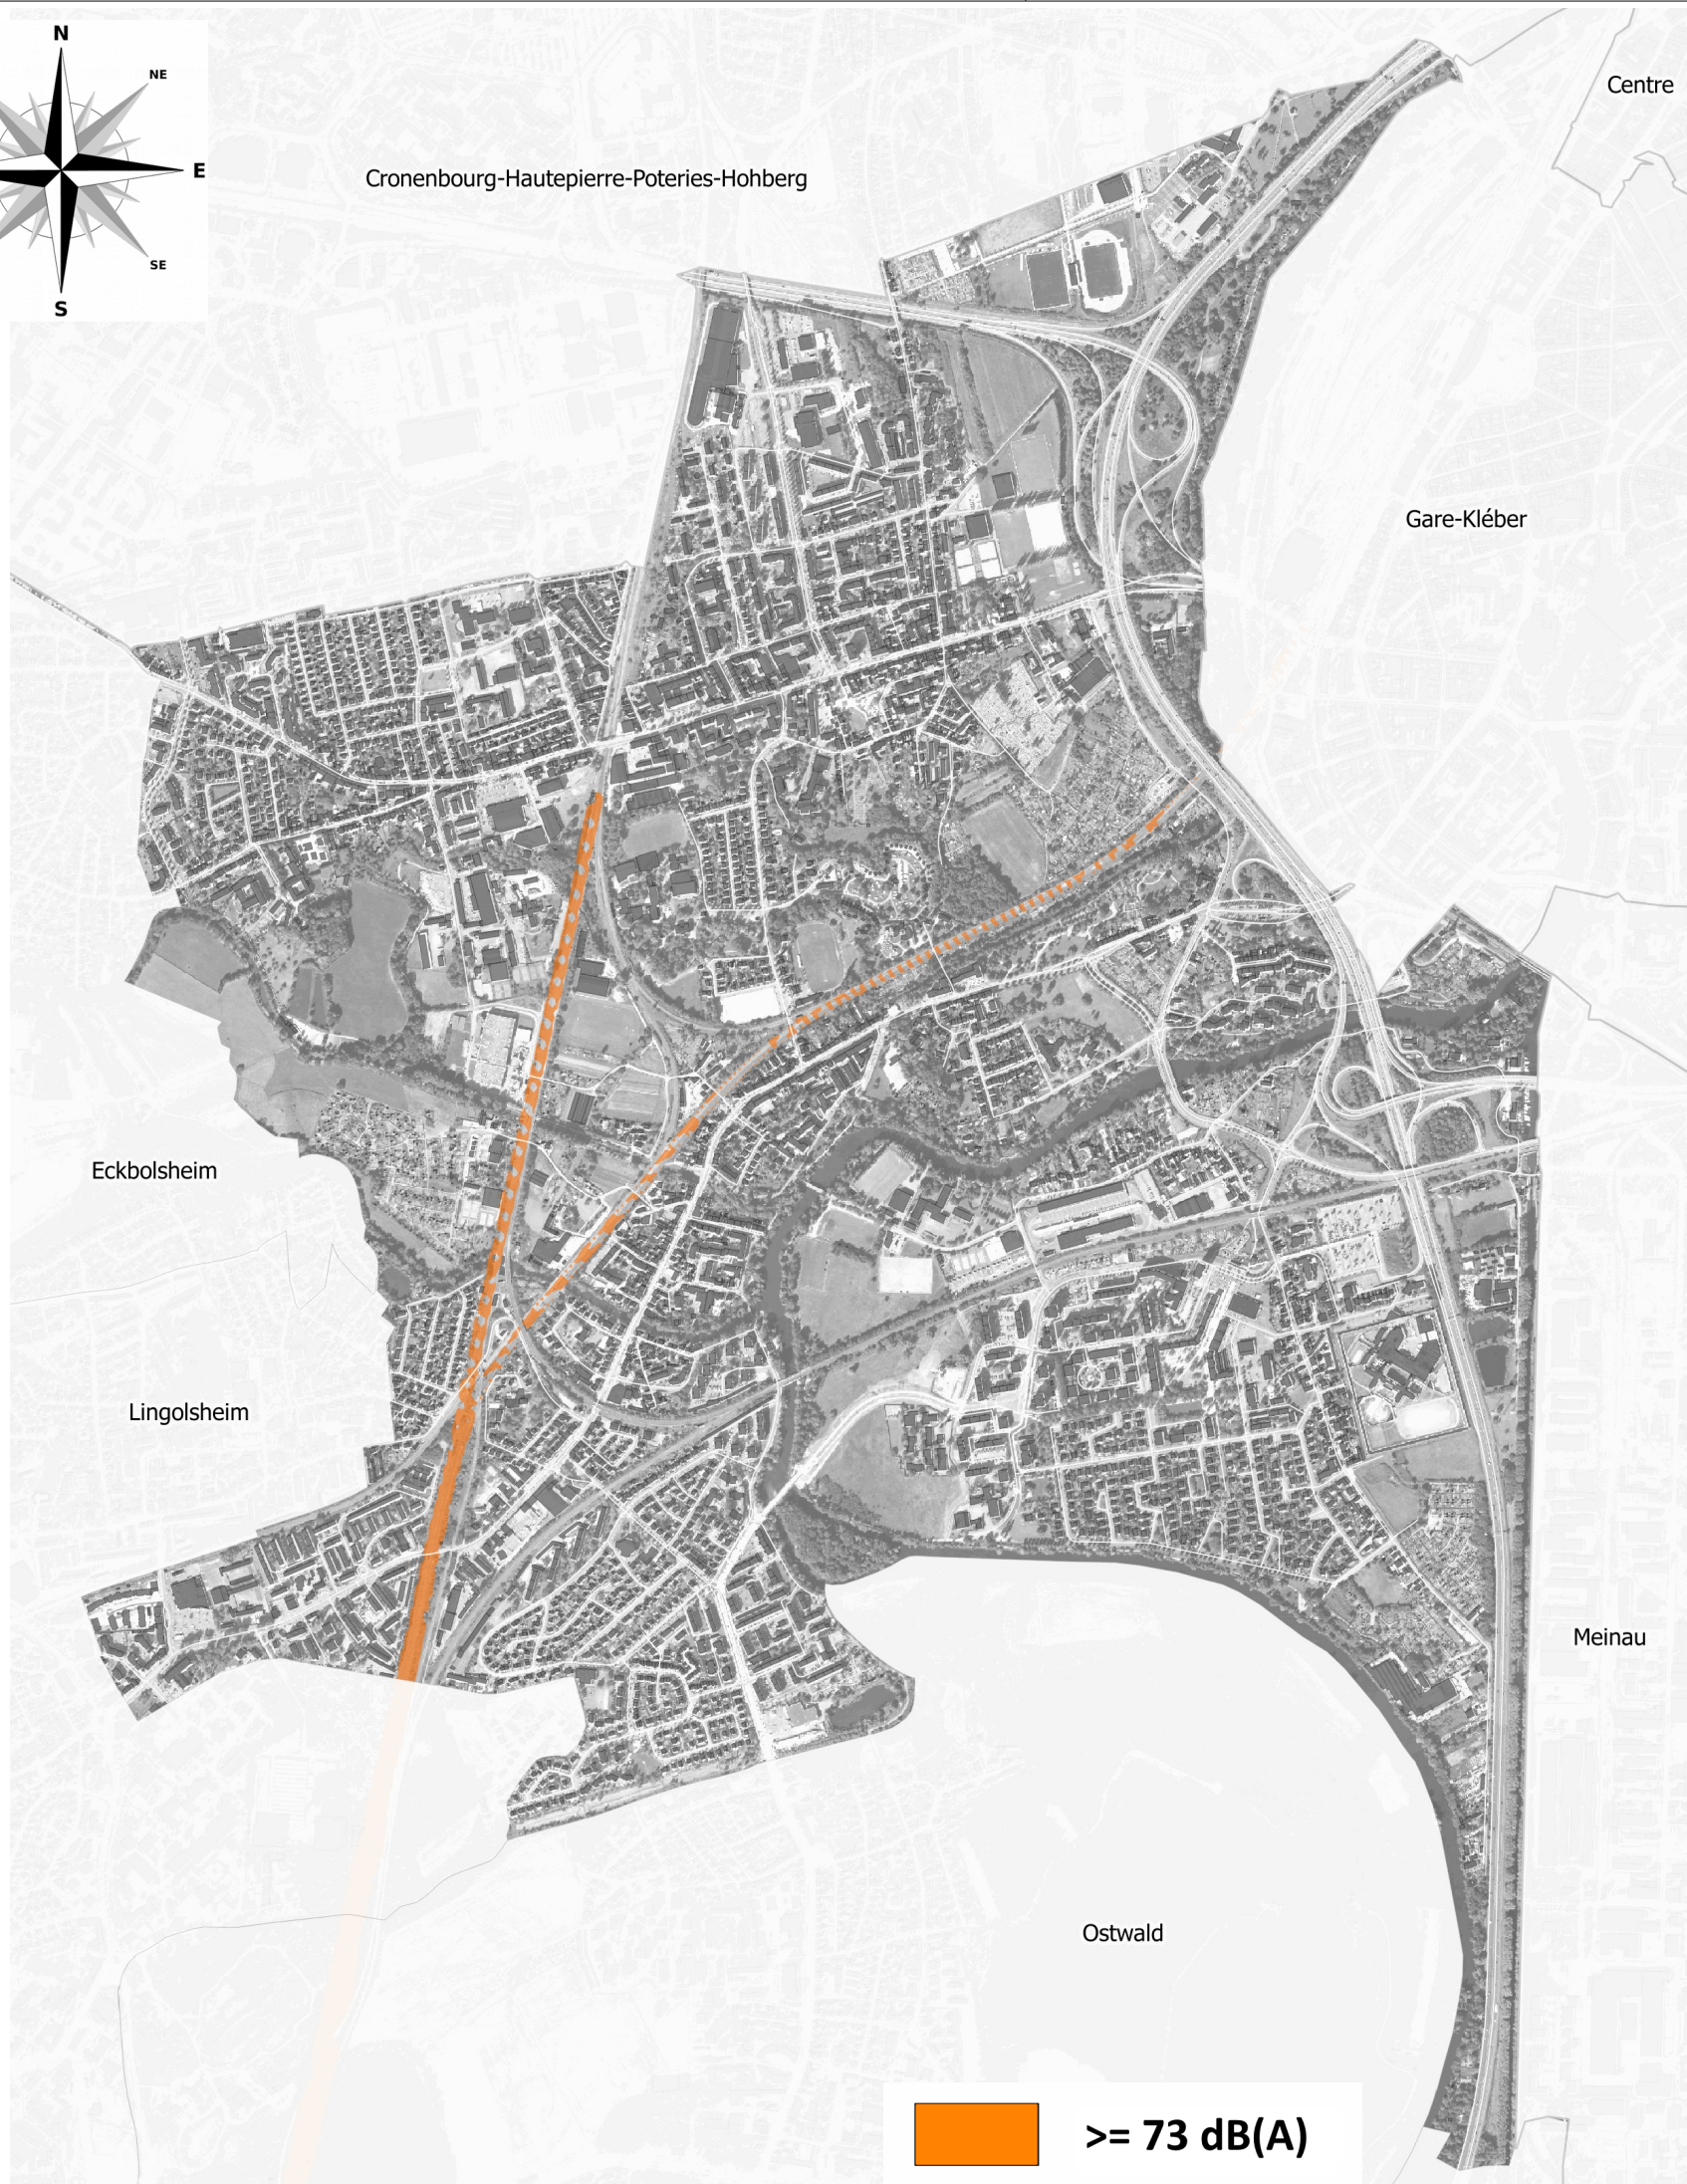 N
NE
E
SE
S
Centre
Cronenbourg-Hautepierre-Poteries-Hohberg
Gare-Kléber
Eckbolsheim
Lingolsheim
Meinau
Ostwald
>= 73 dB(A)